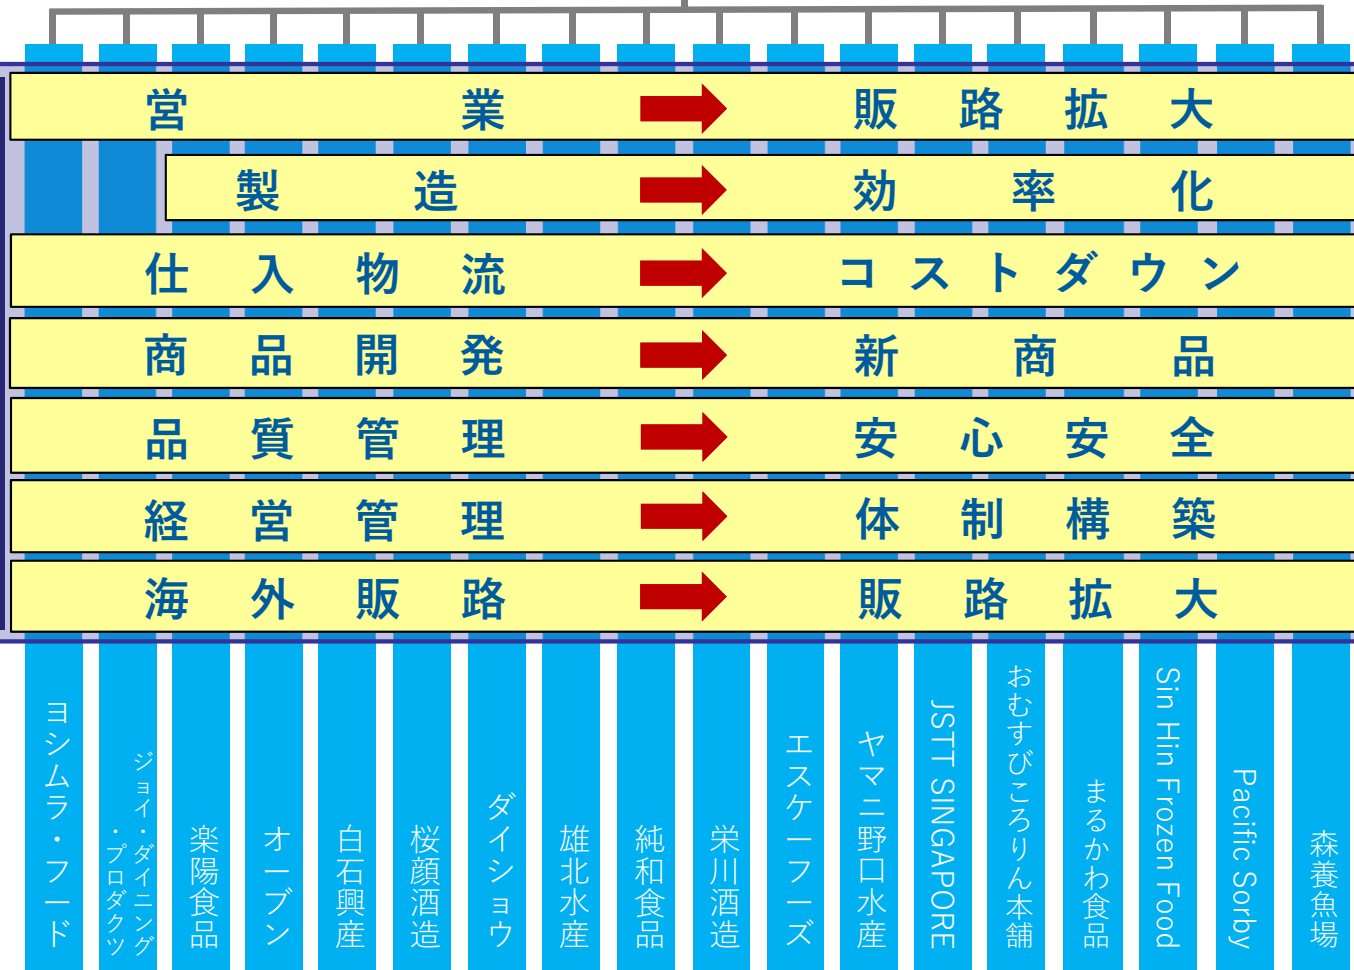 営業 販路拡大
製造 効率化
仕入物流 コストダウン
商品開発 新商品
品質管理 安心安全
経営管理 体制構築
海外販路 販路拡大
ヨシムラ・フード
ジョイ・ダイニング
・プロダクツ
楽陽食品
オーブン
白石興産
桜顔酒造
ダイショウ
雄北水産
純和食品
栄川酒造
エスケーフーズ
ヤマニ野口水産
JSTT SINGAPORE
おむすびころりん本舗
まるかわ食品
Sin Hin Frozen Food
Pacific Sorby
森養魚場